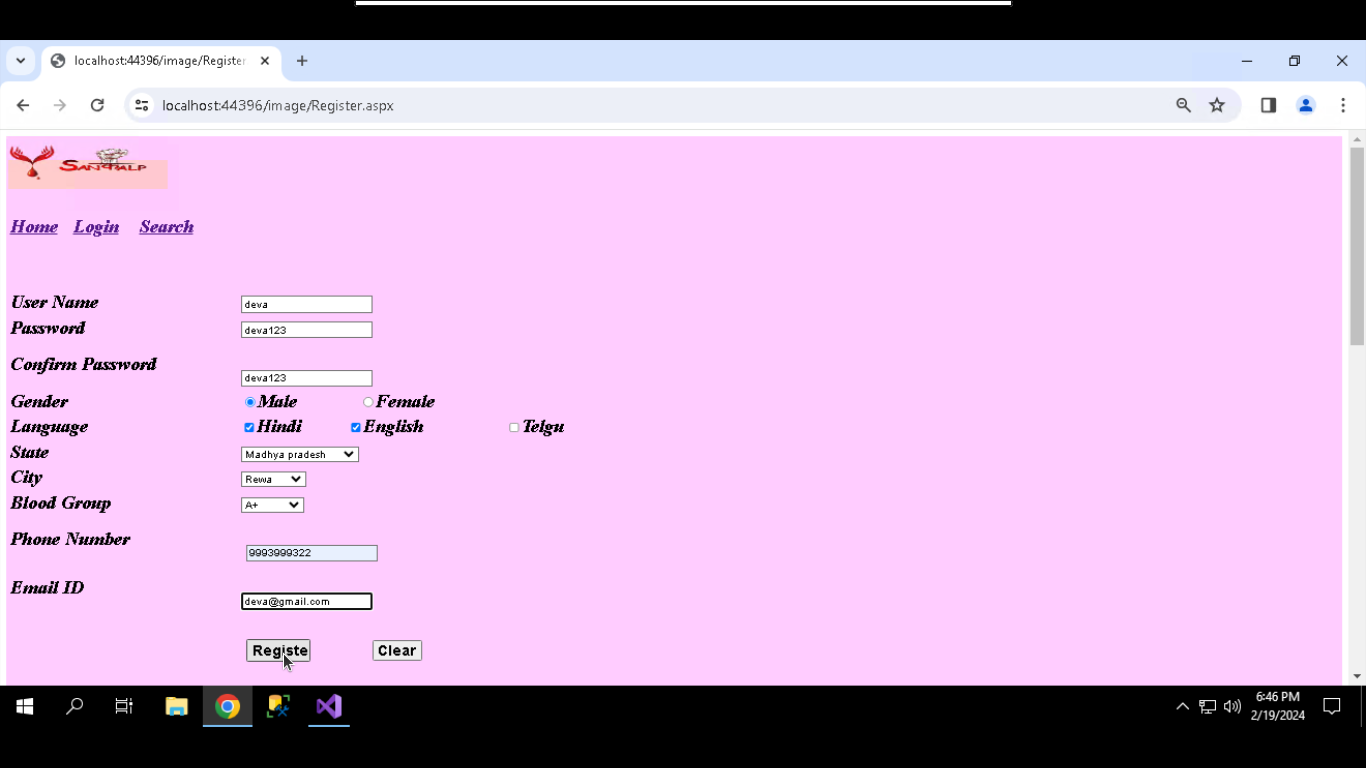 localhost:44396/image/Register
localhost:44396/image/Register.aspx
SANKALP
Home Login Search
User Name deva
Password deva123
Confirm Password
deva123
Gender Male Female
Language Hindi English Telgu
State Madhya pradesh
City Rewa
Blood Group A+
Phone Number
9993999322
Email ID
deva@gmail.com
Registe Clear
6:46 PM
2/19/2024